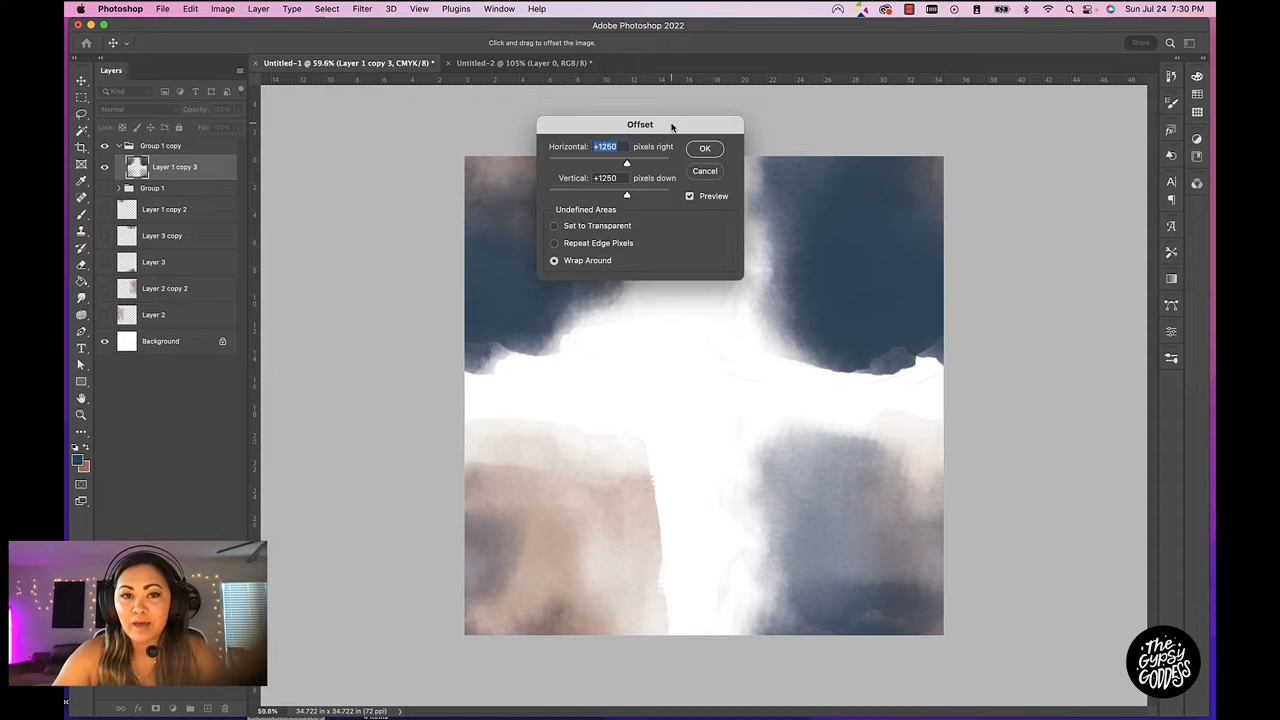 Photoshop File Edit Image Layer Type Select Filter 3D View Plugins Window Help
Sun Jul 24 7:30 PM
Adobe Photoshop 2022
Click and drag to offset the image.
Share
Layers
Untitled-1 @ 59.6% (Layer 1 copy 3, CMYK/8) *
Untitled-2 @ 105% (Layer 0, RGB/8) *
Kind
Normal
Opacity: 100%
Lock:
Fill: 100%
Group 1 copy
Layer 1 copy 3
Group 1
Layer 1 copy 2
Layer 3 copy
Layer 3
Layer 2 copy 2
Layer 2
Background
Offset
Horizontal: +1250 pixels right
OK
Vertical: +1250 pixels down
Cancel
Preview
Undefined Areas
Set to Transparent
Repeat Edge Pixels
Wrap Around
THE
GYPSY
GODDESS
59.6%
34.722 in x 34.722 in (72 ppi)